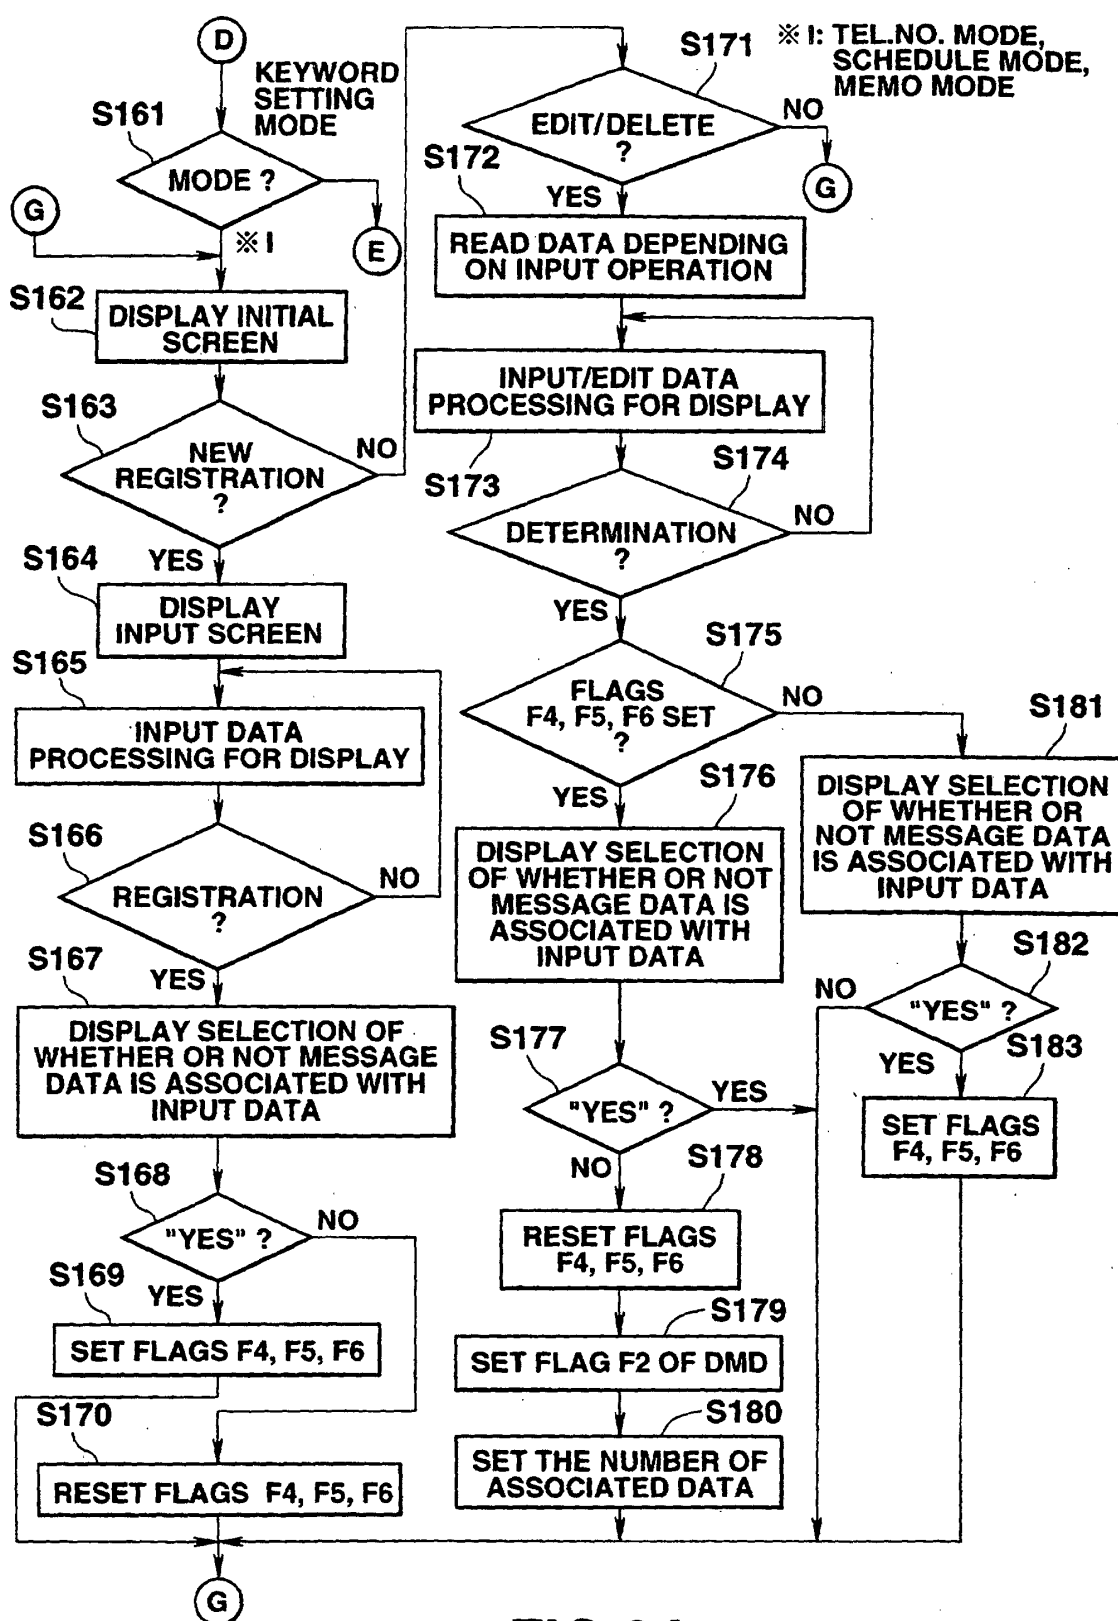 D
KEYWORD
SETTING
MODE
S161
MODE ?
G
※ I
E
S162
DISPLAY INITIAL
SCREEN
S163
NEW
REGISTRATION
?
NO
YES
S164
DISPLAY
INPUT SCREEN
S165
INPUT DATA
PROCESSING FOR DISPLAY
S166
REGISTRATION
?
NO
YES
S167
DISPLAY SELECTION OF
WHETHER OR NOT MESSAGE
DATA IS ASSOCIATED WITH
INPUT DATA
S168
"YES" ?
NO
YES
S169
SET FLAGS F4, F5, F6
S170
RESET FLAGS F4, F5, F6
G
※ I: TEL.NO. MODE,
SCHEDULE MODE,
MEMO MODE
S171
EDIT/DELETE
?
NO
G
YES
S172
READ DATA DEPENDING
ON INPUT OPERATION
INPUT/EDIT DATA
PROCESSING FOR DISPLAY
S173
S174
DETERMINATION
?
NO
YES
S175
FLAGS
F4, F5, F6 SET
?
NO
YES
S176
DISPLAY SELECTION
OF WHETHER OR NOT
MESSAGE DATA IS
ASSOCIATED WITH
INPUT DATA
S177
"YES" ?
YES
NO
S178
RESET FLAGS
F4, F5, F6
S179
SET FLAG F2 OF DMD
S180
SET THE NUMBER OF
ASSOCIATED DATA
S181
DISPLAY SELECTION
OF WHETHER OR
NOT MESSAGE DATA
IS ASSOCIATED WITH
INPUT DATA
S182
"YES" ?
NO
YES
S183
SET FLAGS
F4, F5, F6